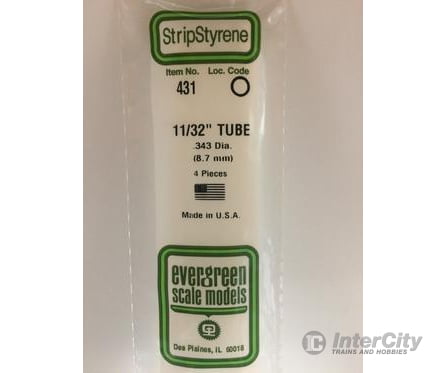 StripStyrene
Item No. Loc. Code
431
11/32" TUBE
.343 Dia.
(8.7 mm)
4 Pieces
Made in U.S.A.
evergreen
scale models
Des Plaines, IL 60018
InterCity
TRAINS AND HOBBIES